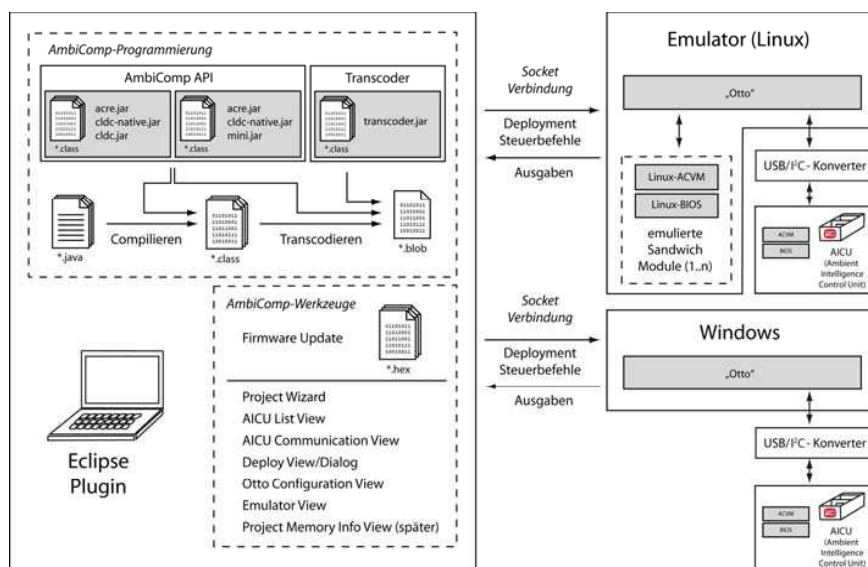 AmbiComp-Programmierung
AmbiComp API
acre.jar
cldc-native.jar
cldc.jar
*.class
acre.jar
cldc-native.jar
mini.jar
*.class
Transcoder
transcoder.jar
*.class
*.java
Compilieren
*.class
Transcodieren
*.blob
AmbiComp-Werkzeuge
Firmware Update
*.hex
Project Wizard
AICU List View
AICU Communication View
Deploy View/Dialog
Otto Configuration View
Emulator View
Project Memory Info View (später)
Eclipse
Plugin
Socket
Verbindung
Deployment
Steuerbefehle
Ausgaben
Socket
Verbindung
Deployment
Steuerbefehle
Ausgaben
Emulator (Linux)
„Otto“
Linux-ACVM
Linux-BIOS
emulierte
Sandwich
Module (1..n)
USB/I²C- Konverter
ACVM
BIOS
AICU
(Ambient
Intelligence
Control Unit)
Windows
„Otto“
USB/I²C- Konverter
ACVM
BIOS
AICU
(Ambient
Intelligence
Control Unit)